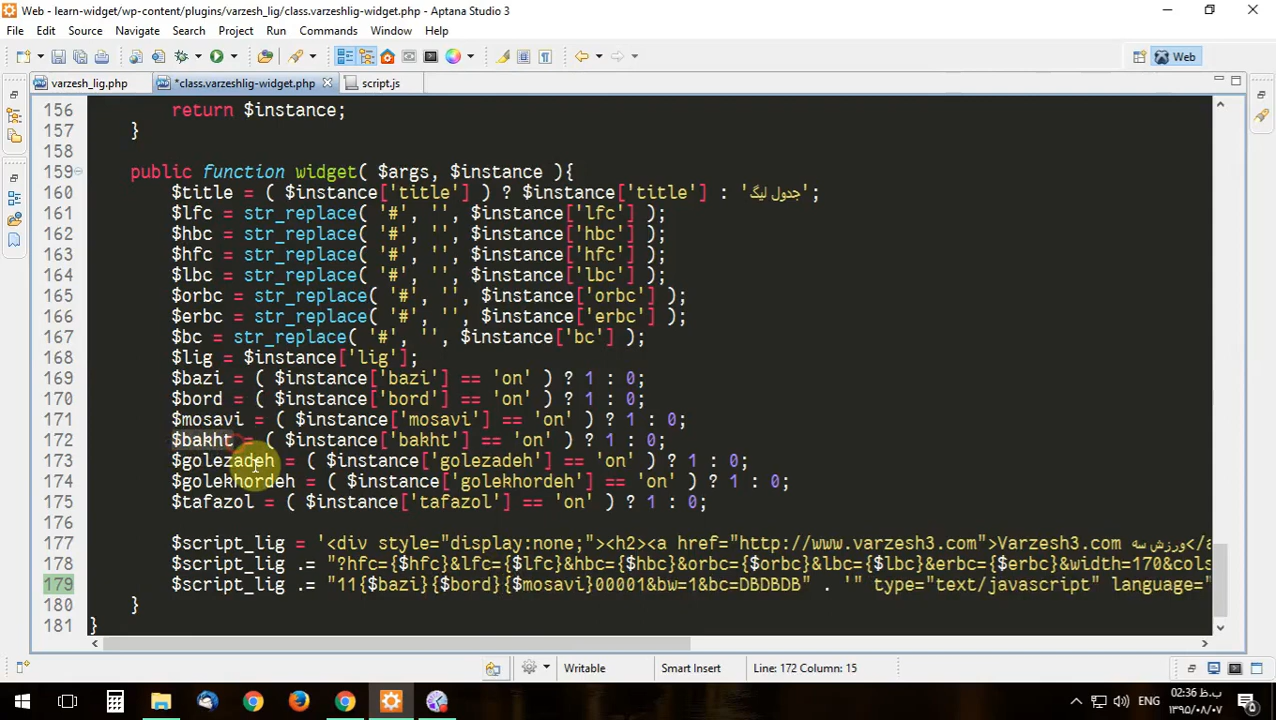 Web - learn-widget/wp-content/plugins/varzesh_lig/class.varzeshlig-widget.php - Aptana Studio 3
File Edit Source Navigate Search Project Run Commands Window Help
Web
varzesh_lig.php *class.varzeshlig-widget.php script.js
156 return $instance;
157 }
158
159 public function widget( $args, $instance ){
160 $title = ( $instance['title'] ) ? $instance['title'] : 'جدول لیگ';
161 $lfc = str_replace( '#', '', $instance['lfc'] );
162 $hbc = str_replace( '#', '', $instance['hbc'] );
163 $hfc = str_replace( '#', '', $instance['hfc'] );
164 $lbc = str_replace( '#', '', $instance['lbc'] );
165 $orbc = str_replace( '#', '', $instance['orbc'] );
166 $erbc = str_replace( '#', '', $instance['erbc'] );
167 $bc = str_replace( '#', '', $instance['bc'] );
168 $lig = $instance['lig'];
169 $bazi = ( $instance['bazi'] == 'on' ) ? 1 : 0;
170 $bord = ( $instance['bord'] == 'on' ) ? 1 : 0;
171 $mosavi = ( $instance['mosavi'] == 'on' ) ? 1 : 0;
172 $bakht = ( $instance['bakht'] == 'on' ) ? 1 : 0;
173 $golezadeh = ( $instance['golezadeh'] == 'on' ) ? 1 : 0;
174 $golekhordeh = ( $instance['golekhordeh'] == 'on' ) ? 1 : 0;
175 $tafazol = ( $instance['tafazol'] == 'on' ) ? 1 : 0;
176
177 $script_lig = '<div style="display:none;"><h2><a href="http://www.varzesh3.com">Varzesh3.com ورزش سه</a
178 $script_lig .= "?hfc={$hfc}&lfc={$lfc}&hbc={$hbc}&orbc={$orbc}&lbc={$lbc}&erbc={$erbc}&width=170&cols
179 $script_lig .= "11{$bazi}{$bord}{$mosavi}00001&bw=1&bc=DBDBDB" . '" type="text/javascript" language="
180 }
181 }
Writable Smart Insert Line: 172 Column: 15
ENG 02:36 ب.ظ
۱۳۹۵/۰۸/۰۷